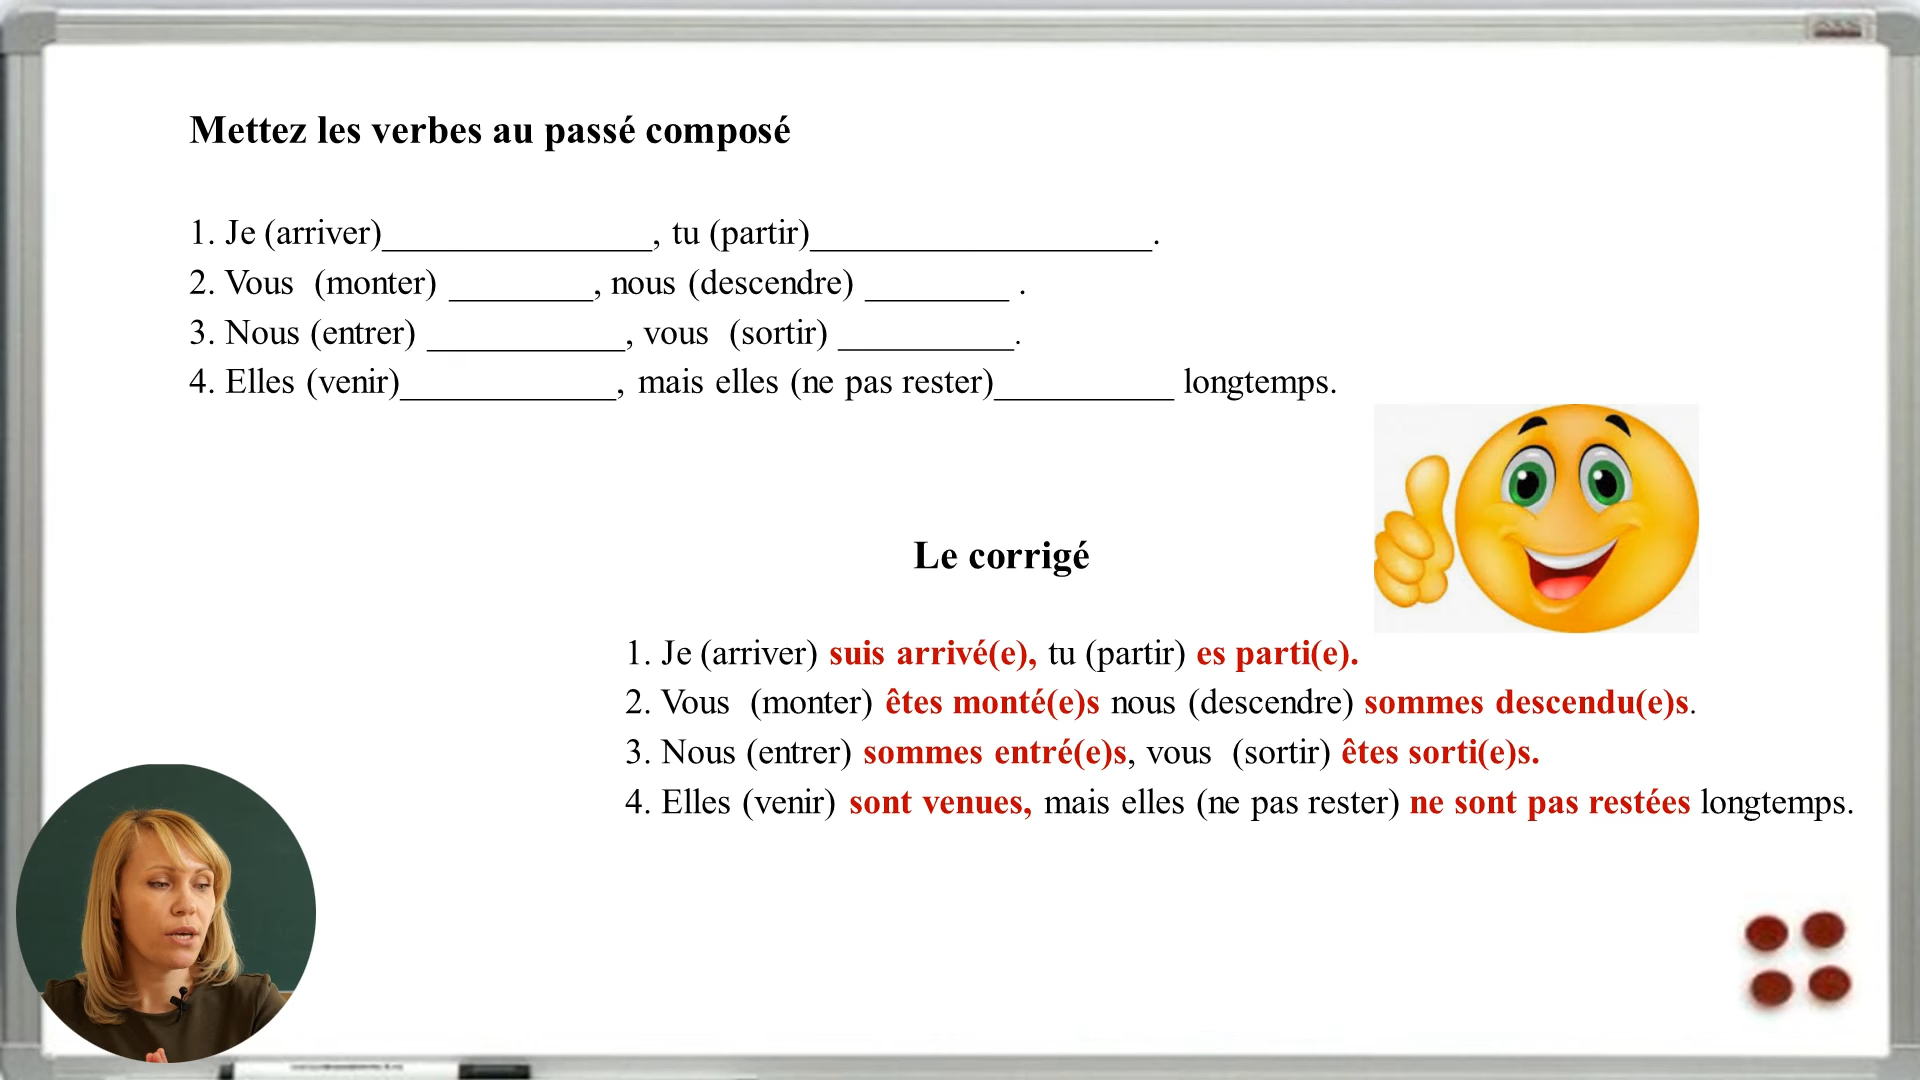 Mettez les verbes au passé composé
1. Je (arriver)_______________, tu (partir)___________________.
2. Vous (monter) ________, nous (descendre) ________ .
3. Nous (entrer) ___________, vous (sortir) __________.
4. Elles (venir)____________, mais elles (ne pas rester)__________ longtemps.
Le corrigé
1. Je (arriver) suis arrivé(e), tu (partir) es parti(e).
2. Vous (monter) êtes monté(e)s nous (descendre) sommes descendu(e)s.
3. Nous (entrer) sommes entré(e)s, vous (sortir) êtes sorti(e)s.
4. Elles (venir) sont venues, mais elles (ne pas rester) ne sont pas restées longtemps.